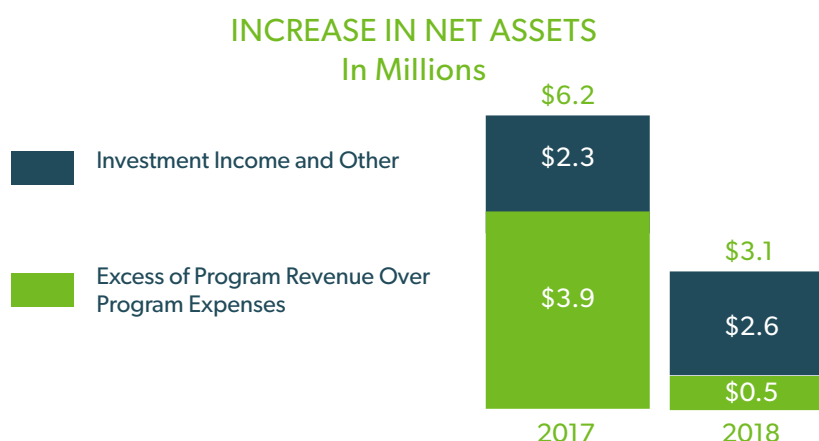 INCREASE IN NET ASSETS
In Millions
$6.2
Investment Income and Other
$2.3
$3.1
Excess of Program Revenue Over
Program Expenses
$3.9
$2.6
$0.5
2017
2018